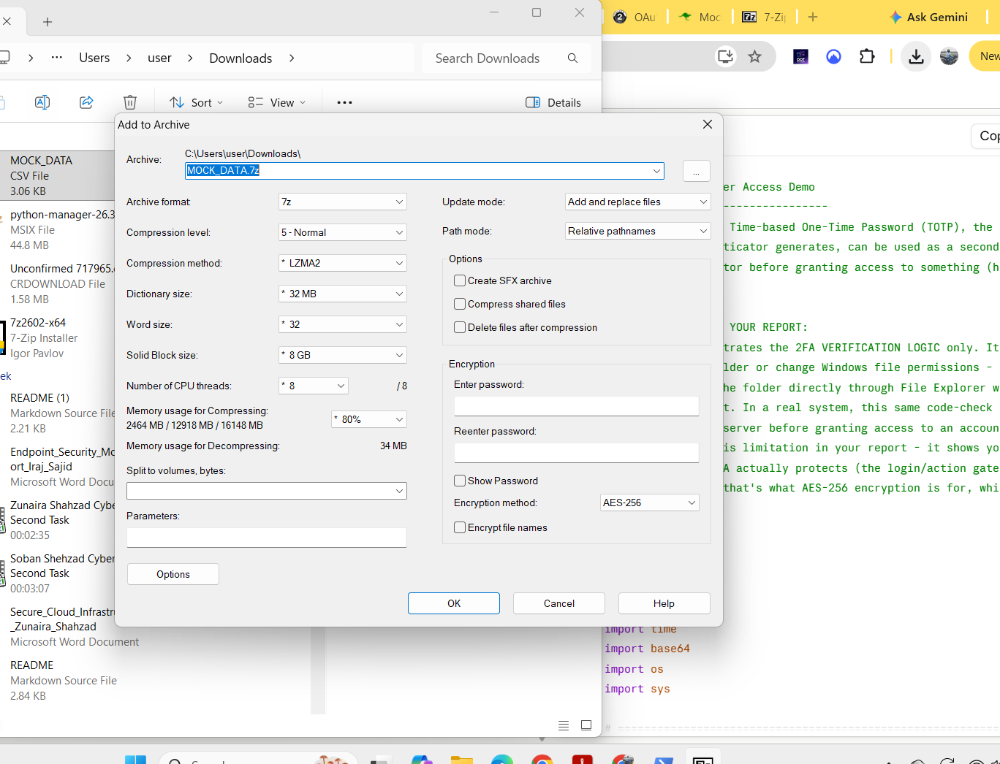 OAu
Moc
7-Zip
Ask Gemini
Users
user
Downloads
Search Downloads
New
Sort
View
Details
Add to Archive
Archive:
C:\Users\user\Downloads\
MOCK_DATA.7z
...
Archive format:
7z
Compression level:
5 - Normal
Compression method:
* LZMA2
Dictionary size:
* 32 MB
Word size:
* 32
Solid Block size:
* 8 GB
Number of CPU threads:
* 8
/ 8
Memory usage for Compressing:
2464 MB / 12918 MB / 16148 MB
* 80%
Memory usage for Decompressing:
34 MB
Split to volumes, bytes:
Parameters:
Options
Update mode:
Add and replace files
Path mode:
Relative pathnames
Options
Create SFX archive
Compress shared files
Delete files after compression
Encryption
Enter password:
Reenter password:
Show Password
Encryption method:
AES-256
Encrypt file names
OK
Cancel
Help
MOCK_DATA
CSV File
3.06 KB
python-manager-26.3
MSIX File
44.8 MB
Unconfirmed 717965.
CRDOWNLOAD File
1.58 MB
7z2602-x64
7-Zip Installer
Igor Pavlov
ek
README (1)
Markdown Source File
2.21 KB
Endpoint_Security_Mo
ort_Iraj_Sajid
Microsoft Word Docu
Zunaira Shahzad Cybe
Second Task
00:02:35
Soban Shehzad Cyber
Second Task
00:03:07
Secure_Cloud_Infrastru
_Zunaira_Shahzad
Microsoft Word Document
README
Markdown Source File
2.84 KB
Cop
er Access Demo
----------------
Time-based One-Time Password (TOTP), the
ticator generates, can be used as a second
tor before granting access to something (h
YOUR REPORT:
trates the 2FA VERIFICATION LOGIC only. It
lder or change Windows file permissions -
he folder directly through File Explorer w
t. In a real system, this same code-check
server before granting access to an accoun
is limitation in your report - it shows yo
A actually protects (the login/action gate
that's what AES-256 encryption is for, whi
import time
import base64
import os
import sys